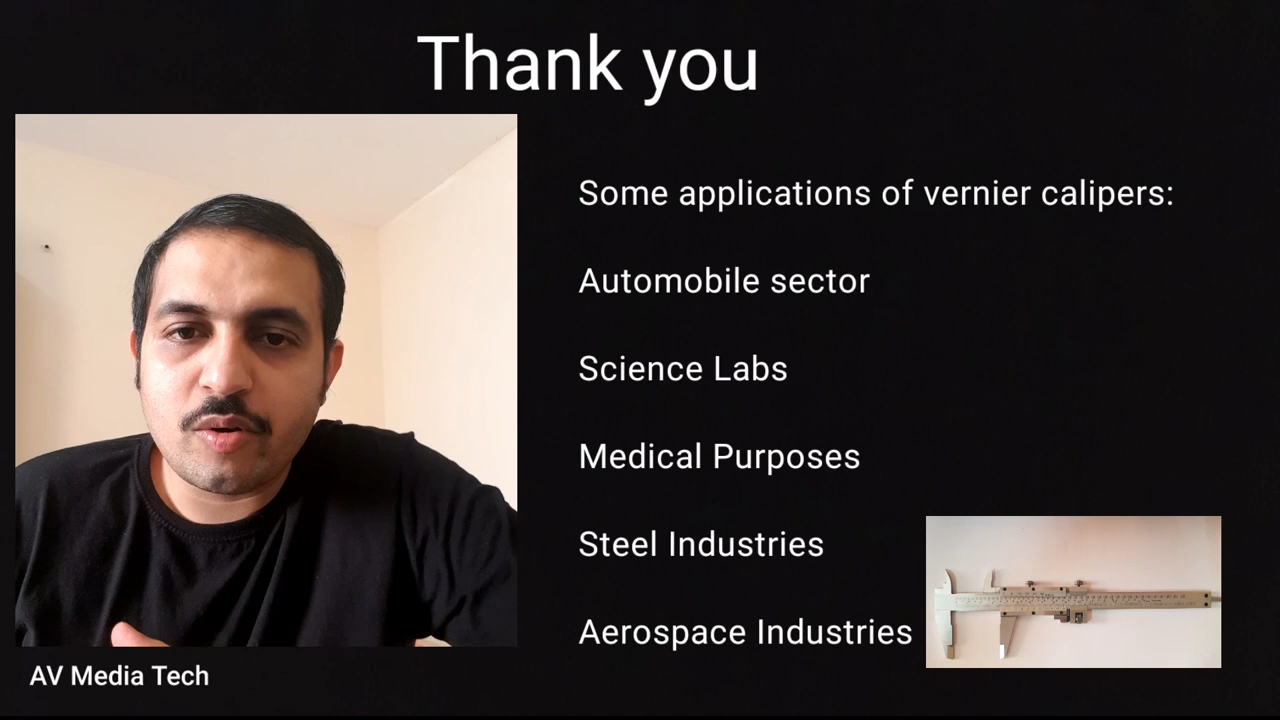 Thank you
Some applications of vernier calipers:
Automobile sector
Science Labs
Medical Purposes
Steel Industries
Aerospace Industries
AV Media Tech